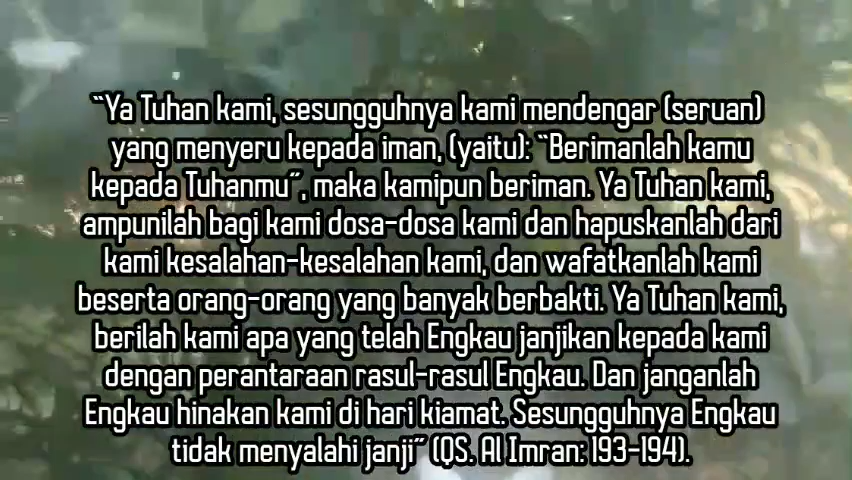 “Ya Tuhan kami, sesungguhnya kami mendengar (seruan)
yang menyeru kepada iman, (yaitu): “Berimanlah kamu
kepada Tuhanmu”, maka kamipun beriman. Ya Tuhan kami,
ampunilah bagi kami dosa-dosa kami dan hapuskanlah dari
kami kesalahan-kesalahan kami, dan wafatkanlah kami
beserta orang-orang yang banyak berbakti. Ya Tuhan kami,
berilah kami apa yang telah Engkau janjikan kepada kami
dengan perantaraan rasul-rasul Engkau. Dan janganlah
Engkau hinakan kami di hari kiamat. Sesungguhnya Engkau
tidak menyalahi janji” (QS. Al Imran: 193-194).